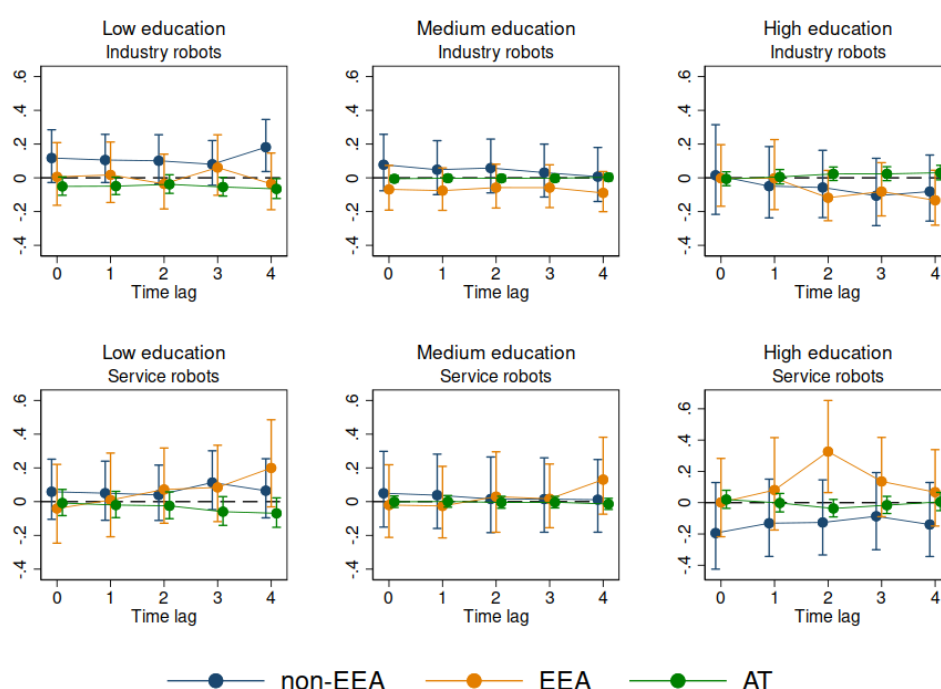 Low education
Industry robots
Medium education
Industry robots
High education
Industry robots
.6
.4
.2
0
-.2
-.4
0 1 2 3 4
Time lag
.6
.4
.2
0
-.2
-.4
0 1 2 3 4
Time lag
.6
.4
.2
0
-.2
-.4
0 1 2 3 4
Time lag
Low education
Service robots
Medium education
Service robots
High education
Service robots
.6
.4
.2
0
-.2
-.4
0 1 2 3 4
Time lag
.6
.4
.2
0
-.2
-.4
0 1 2 3 4
Time lag
.6
.4
.2
0
-.2
-.4
0 1 2 3 4
Time lag
non-EEA EEA AT